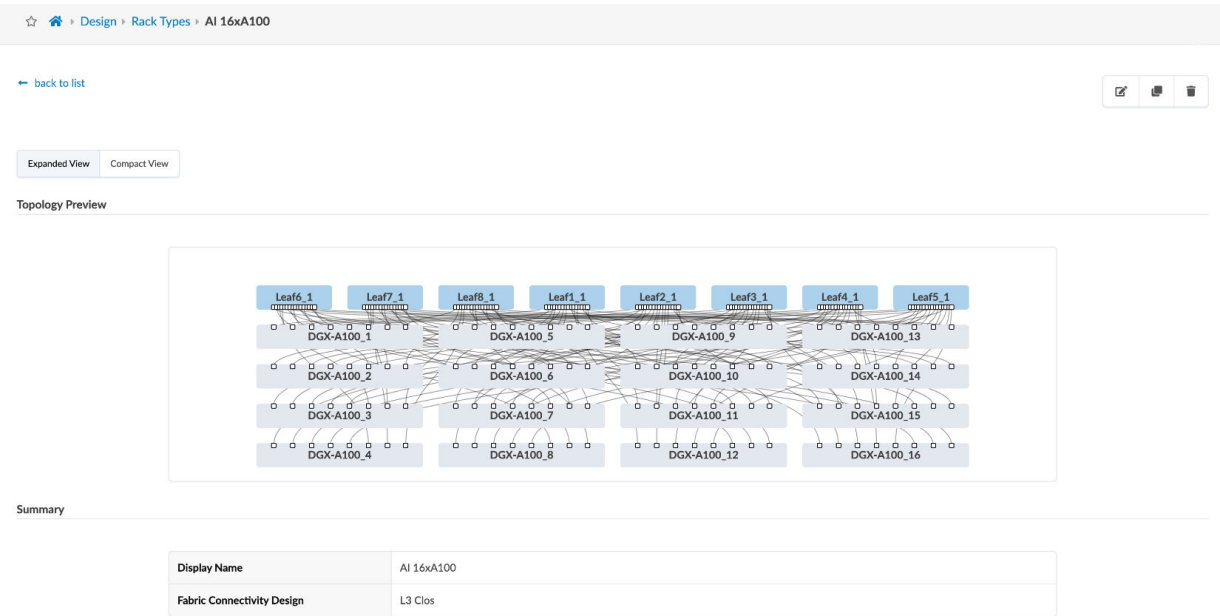 Design Rack Types AI 16xA100
back to list
Expanded View Compact View
Topology Preview
Leaf6_1 Leaf7_1 Leaf8_1 Leaf1_1 Leaf2_1 Leaf3_1 Leaf4_1 Leaf5_1
DGX-A100_1 DGX-A100_5 DGX-A100_9 DGX-A100_13
DGX-A100_2 DGX-A100_6 DGX-A100_10 DGX-A100_14
DGX-A100_3 DGX-A100_7 DGX-A100_11 DGX-A100_15
DGX-A100_4 DGX-A100_8 DGX-A100_12 DGX-A100_16
Summary
Display Name AI 16xA100
Fabric Connectivity Design L3 Clos